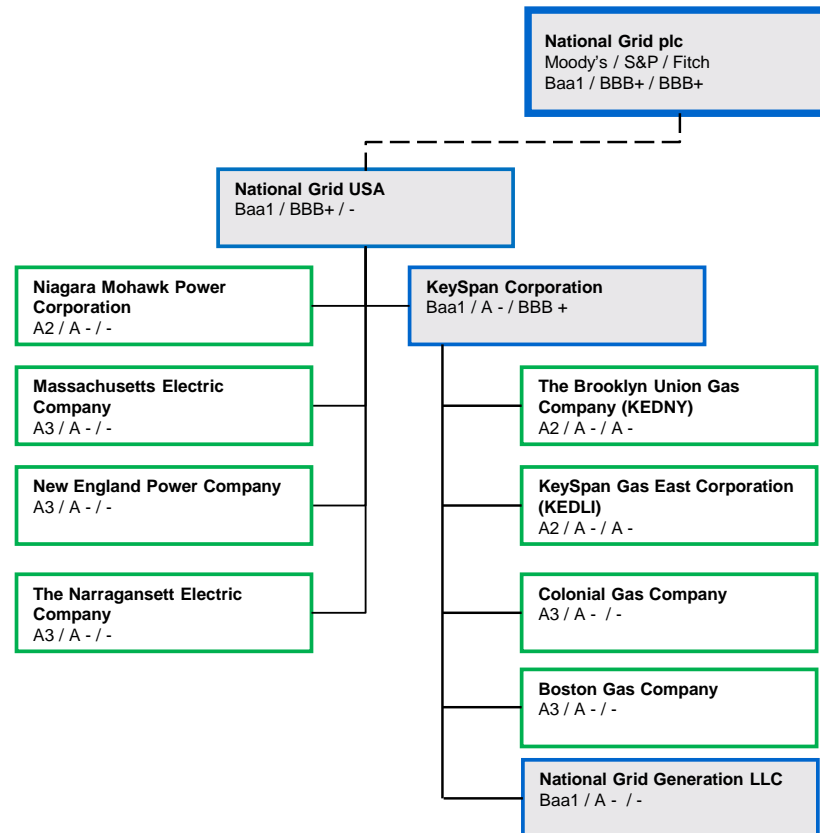 National Grid plc
Moody's / S&P / Fitch
Baa1 / BBB+ / BBB+
National Grid USA
Baa1 / BBB+ / -
Niagara Mohawk Power
Corporation
A2 / A - / -
KeySpan Corporation
Baa1 / A - / BBB +
Massachusetts Electric
Company
A3 / A - / -
The Brooklyn Union Gas
Company (KEDNY)
A2 / A - / A -
New England Power Company
A3 / A - / -
KeySpan Gas East Corporation
(KEDLI)
A2 / A - / A -
The Narragansett Electric
Company
A3 / A - / -
Colonial Gas Company
A3 / A - / -
Boston Gas Company
A3 / A - / -
National Grid Generation LLC
Baa1 / A - / -